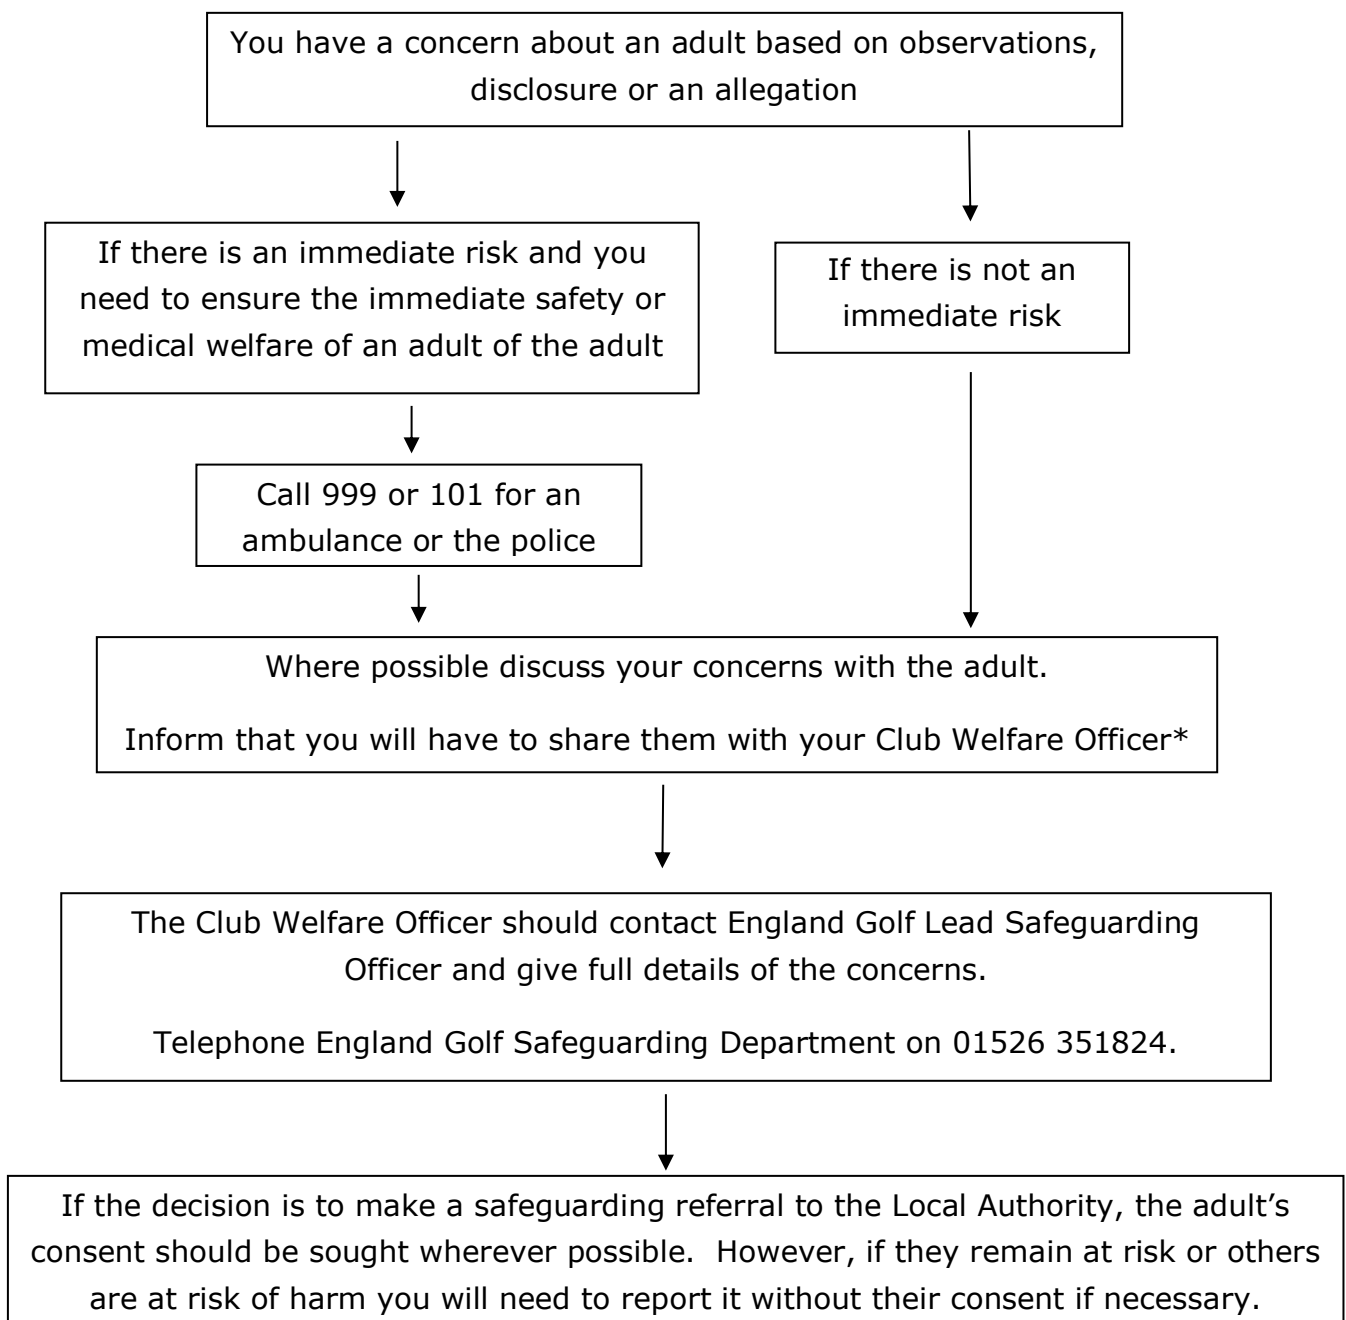 You have a concern about an adult based on observations,
disclosure or an allegation
If there is an immediate risk and you
need to ensure the immediate safety or
medical welfare of an adult of the adult
If there is not an
immediate risk
Call 999 or 101 for an
ambulance or the police
Where possible discuss your concerns with the adult.
Inform that you will have to share them with your Club Welfare Officer*
The Club Welfare Officer should contact England Golf Lead Safeguarding
Officer and give full details of the concerns.
Telephone England Golf Safeguarding Department on 01526 351824.
If the decision is to make a safeguarding referral to the Local Authority, the adult’s
consent should be sought wherever possible.  However, if they remain at risk or others
are at risk of harm you will need to report it without their consent if necessary.